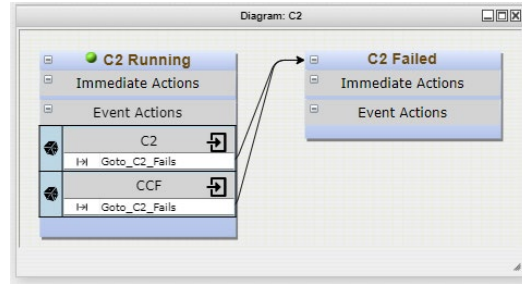 Diagram: C2
C2 Running
Immediate Actions
Event Actions
C2
Goto_C2_Fails
CCF
Goto_C2_Fails
C2 Failed
Immediate Actions
Event Actions